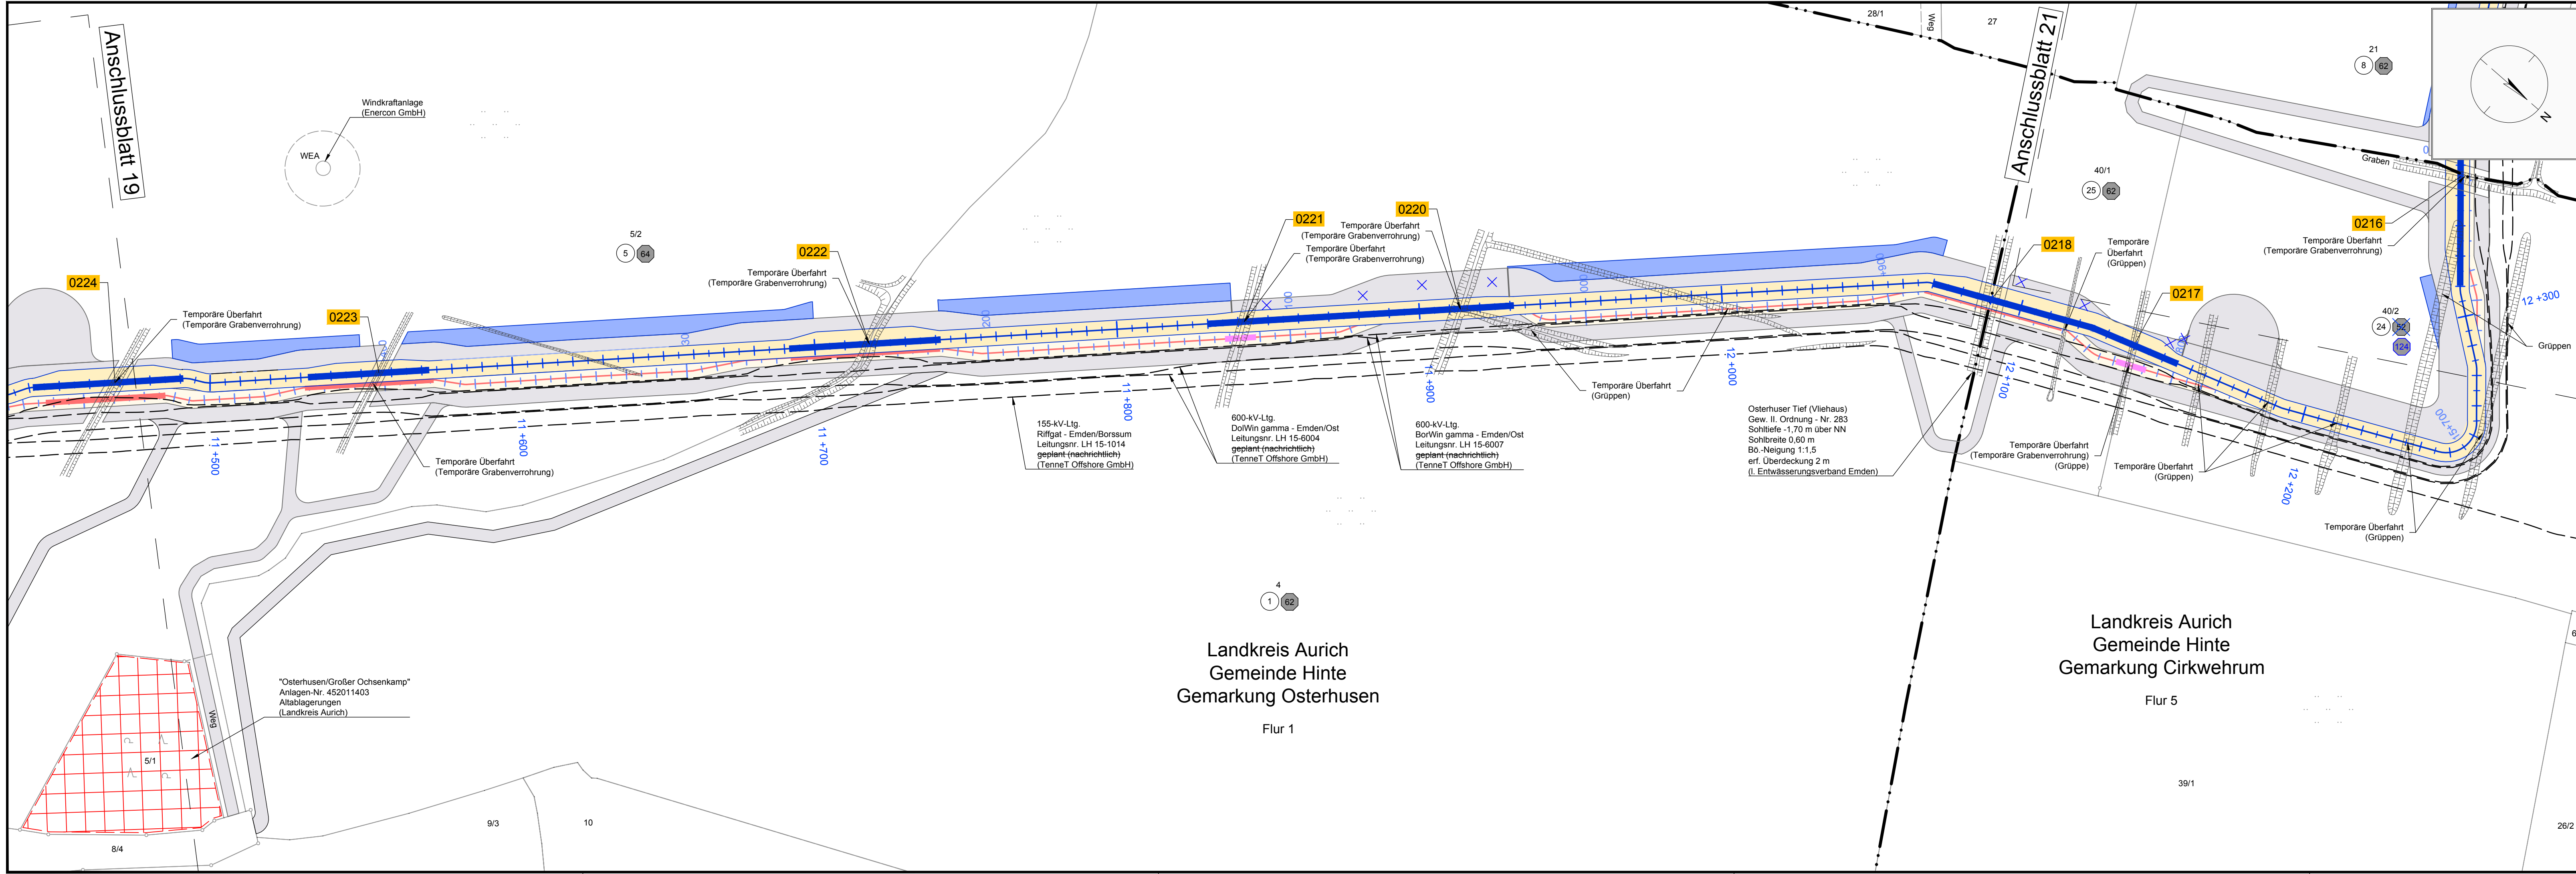 Anschlussblatt 19
Windkraftanlage
(Enercon GmbH)
WEA
5/2
5 64
0224
Temporäre Überfahrt
(Temporäre Grabenverrohrung)
0223
Temporäre Überfahrt
(Temporäre Grabenverrohrung)
0222
Temporäre Überfahrt
(Temporäre Grabenverrohrung)
0221
Temporäre Überfahrt
(Temporäre Grabenverrohrung)
0220
Temporäre Überfahrt
(Temporäre Grabenverrohrung)
28/1
Weg
27
Anschlussblatt 21
21
8 62
N
Graben
40/1
25 62
0218
Temporäre
Überfahrt
(Grüppen)
0217
0216
Temporäre Überfahrt
(Temporäre Grabenverrohrung)
40/2
24 52
124
12 +300
Grüppen
15+700
11 +500
11 +600
11 +700
11 +800
11 +900
12 +000
12 +100
12 +200
155-kV-Ltg.
Riffgat - Emden/Borssum
Leitungsnr. LH 15-1014
geplant (nachrichtlich)
(TenneT Offshore GmbH)
600-kV-Ltg.
DolWin gamma - Emden/Ost
Leitungsnr. LH 15-6004
geplant (nachrichtlich)
(TenneT Offshore GmbH)
600-kV-Ltg.
BorWin gamma - Emden/Ost
Leitungsnr. LH 15-6007
geplant (nachrichtlich)
(TenneT Offshore GmbH)
Temporäre Überfahrt
(Grüppen)
Osterhuser Tief (Vliehaus)
Gew. II. Ordnung - Nr. 283
Sohltiefe -1,70 m über NN
Sohlbreite 0,60 m
Bö.-Neigung 1:1,5
erf. Überdeckung 2 m
(I. Entwässerungsverband Emden)
Temporäre Überfahrt
(Temporäre Grabenverrohrung)
(Grüppe)
Temporäre Überfahrt
(Grüppen)
Temporäre Überfahrt
(Grüppen)
4
1 62
Landkreis Aurich
Gemeinde Hinte
Gemarkung Osterhusen
Flur 1
Landkreis Aurich
Gemeinde Hinte
Gemarkung Cirkwehrum
Flur 5
"Osterhusen/Großer Ochsenkamp"
Anlagen-Nr. 452011403
Altablagerungen
(Landkreis Aurich)
Weg
5/1
8/4
9/3
10
39/1
26/2